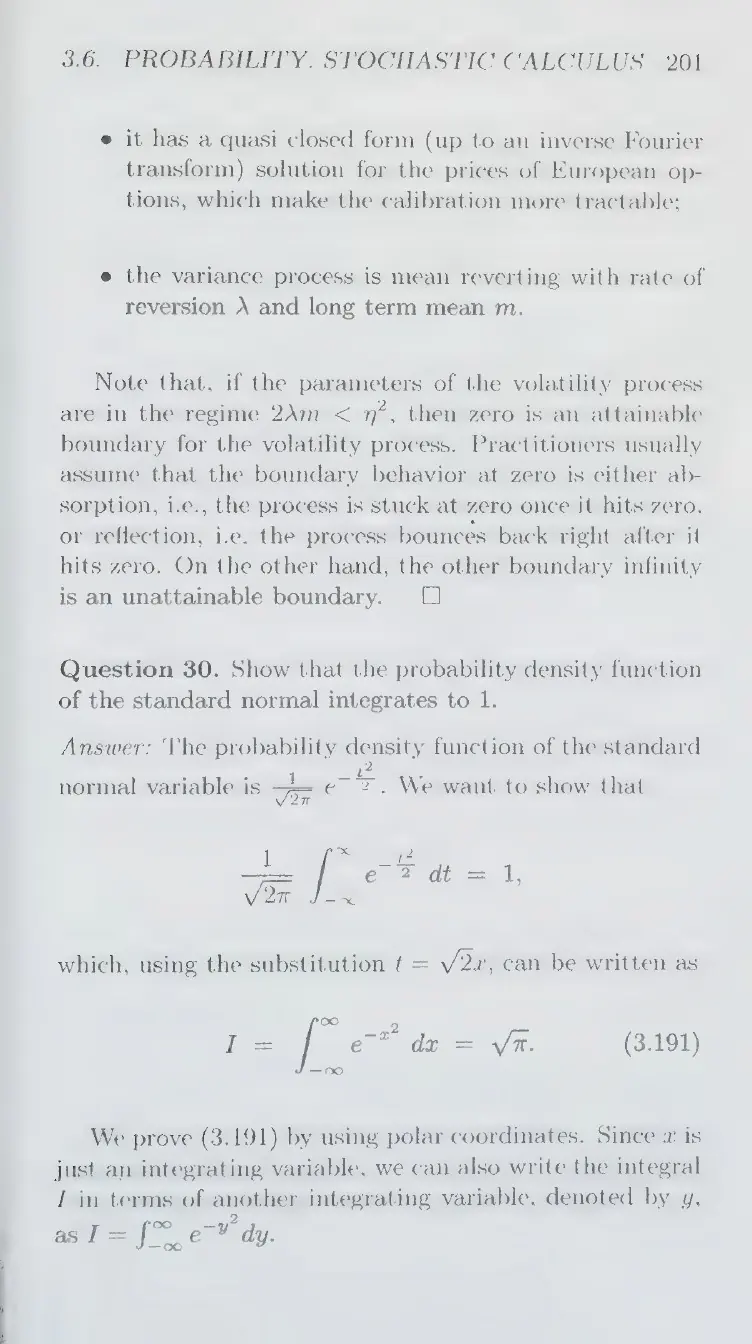 3.6. PROBABILITY. STOCHASTIC CALCULUS 201
• it has a quasi closed form (up to an inverse Fourier
transform) solution for the prices of European op-
tions, which make the calibration more tractable;
• the variance process is mean reverting with rate of
reversion λ and long term mean m.
Note that, if the parameters of the volatility process
are in the regime 2λm < η², then zero is an attainable
boundary for the volatility process. Practitioners usually
assume that the boundary behavior at zero is either ab-
sorption, i.e., the process is stuck at zero once it hits zero,
or reflection, i.e. the process bounces back right after it
hits zero. On the other hand, the other boundary infinity
is an unattainable boundary. □
Question 30. Show that the probability density function
of the standard normal integrates to 1.
Answer: The probability density function of the standard
normal variable is 1/√(2π) e^(−t²/2). We want to show that
1/√(2π) ∫_{−∞}^{∞} e^(−t²/2) dt = 1,
which, using the substitution t = √2x, can be written as
I = ∫_{−∞}^{∞} e^(−x²) dx = √π. (3.191)
We prove (3.191) by using polar coordinates. Since x is
just an integrating variable, we can also write the integral
I in terms of another integrating variable, denoted by y,
as I = ∫_{−∞}^{∞} e^(−y²) dy.